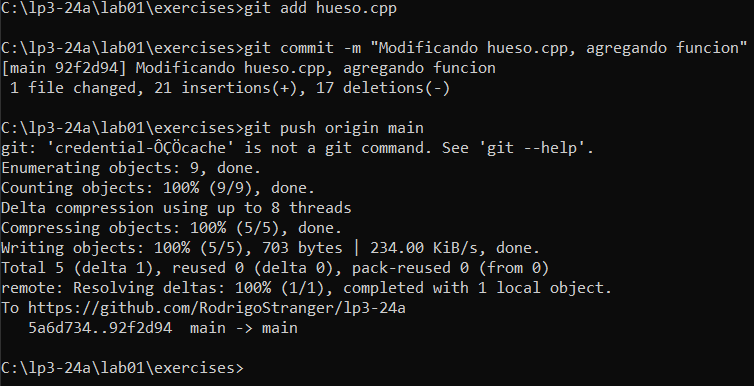 C:\lp3-24a\lab01\exercises>git add hueso.cpp
C:\lp3-24a\lab01\exercises>git commit -m "Modificando hueso.cpp, agregando funcion"
[main 92f2d94] Modificando hueso.cpp, agregando funcion
 1 file changed, 21 insertions(+), 17 deletions(-)
C:\lp3-24a\lab01\exercises>git push origin main
git: 'credential-ÔÇÖcache' is not a git command. See 'git --help'.
Enumerating objects: 9, done.
Counting objects: 100% (9/9), done.
Delta compression using up to 8 threads
Compressing objects: 100% (5/5), done.
Writing objects: 100% (5/5), 703 bytes | 234.00 KiB/s, done.
Total 5 (delta 1), reused 0 (delta 0), pack-reused 0 (from 0)
remote: Resolving deltas: 100% (1/1), completed with 1 local object.
To https://github.com/RodrigoStranger/lp3-24a
   5a6d734..92f2d94  main -> main
C:\lp3-24a\lab01\exercises>